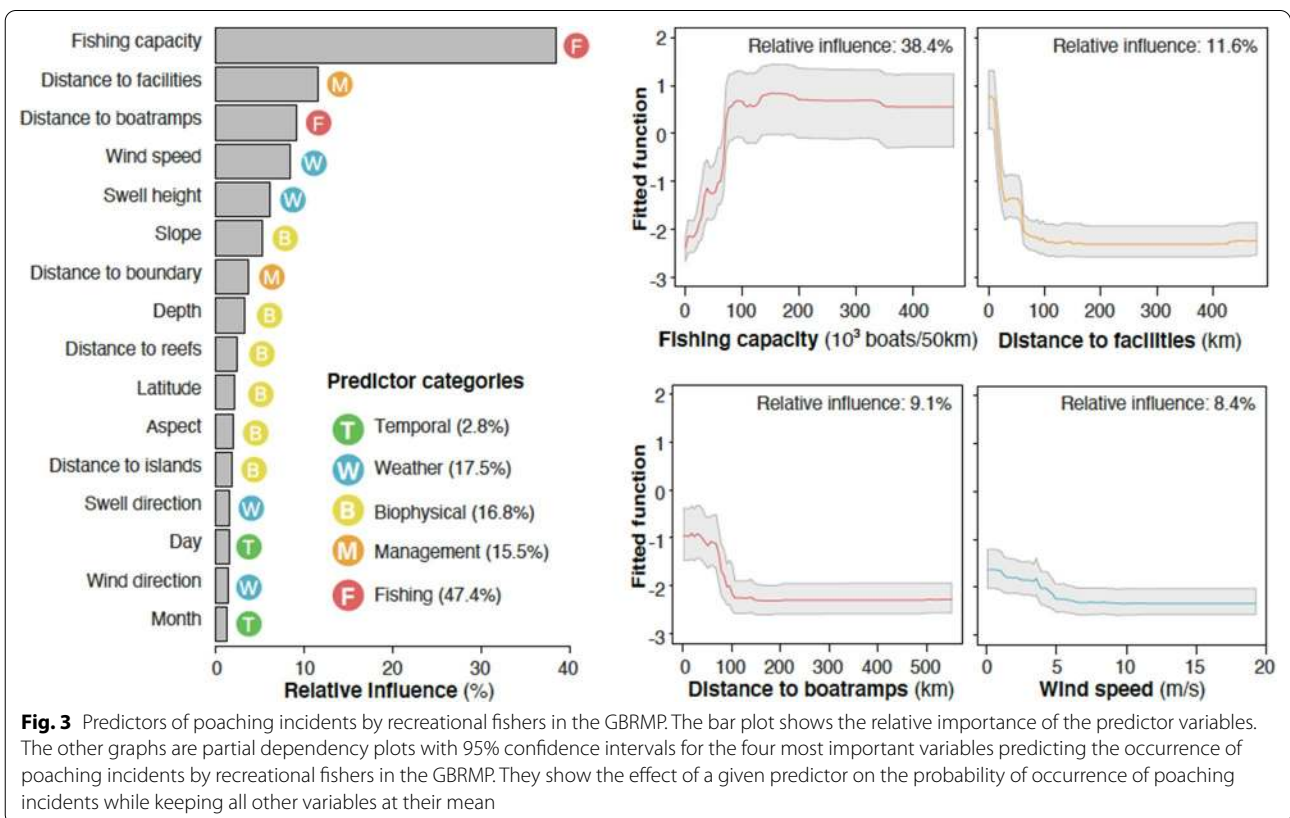 Fishing capacity
F
Distance to facilities
M
Distance to boatramps
F
Wind speed
W
Swell height
W
Slope
B
Distance to boundary
M
Depth
B
Distance to reefs
B
Latitude
B
Aspect
B
Distance to islands
B
Swell direction
W
Day
T
Wind direction
W
Month
T
0 10 20 30 40
Relative Influence (%)
Predictor categories
T Temporal (2.8%)
W Weather (17.5%)
B Biophysical (16.8%)
M Management (15.5%)
F Fishing (47.4%)
Relative influence: 38.4%
2
1
0
-1
-2
-3
Fitted function
0 100 200 300 400
Fishing capacity (10³ boats/50km)
Relative influence: 11.6%
0 100 200 300 400
Distance to facilities (km)
Relative influence: 9.1%
2
1
0
-1
-2
-3
Fitted function
0 100 200 300 400 500
Distance to boatramps (km)
Relative influence: 8.4%
0 5 10 15 20
Wind speed (m/s)
Fig. 3 Predictors of poaching incidents by recreational fishers in the GBRMP. The bar plot shows the relative importance of the predictor variables.
The other graphs are partial dependency plots with 95% confidence intervals for the four most important variables predicting the occurrence of
poaching incidents by recreational fishers in the GBRMP. They show the effect of a given predictor on the probability of occurrence of poaching
incidents while keeping all other variables at their mean